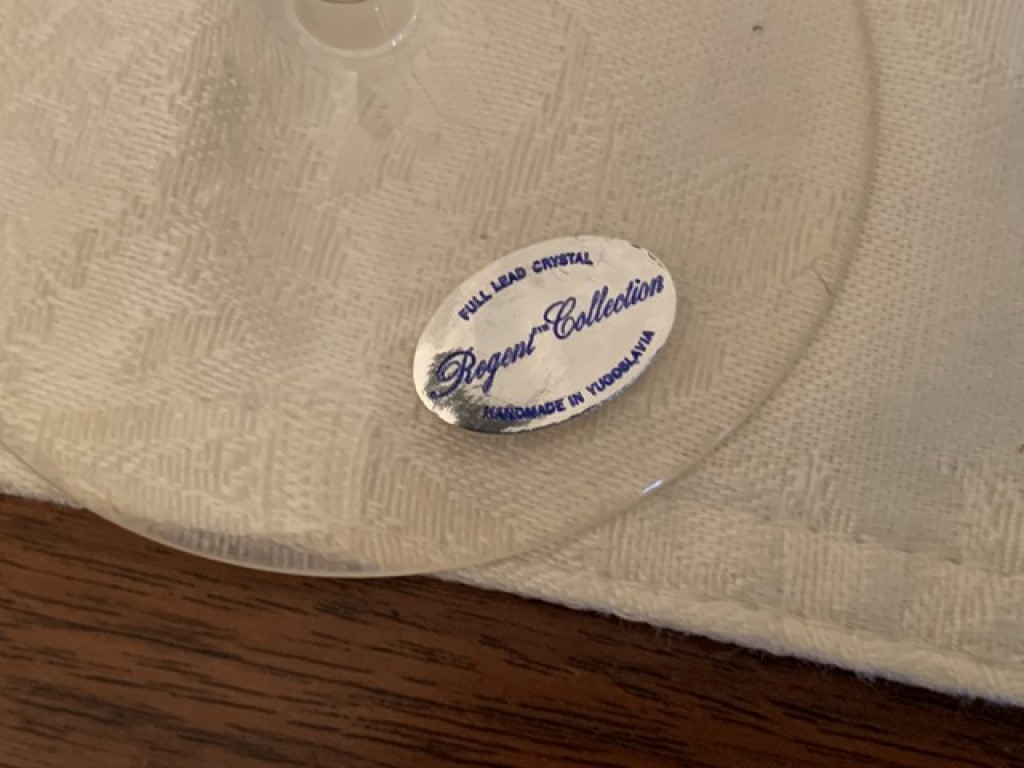 FULL LEAD CRYSTAL
Regent™ Collection
HANDMADE IN YUGOSLAVIA